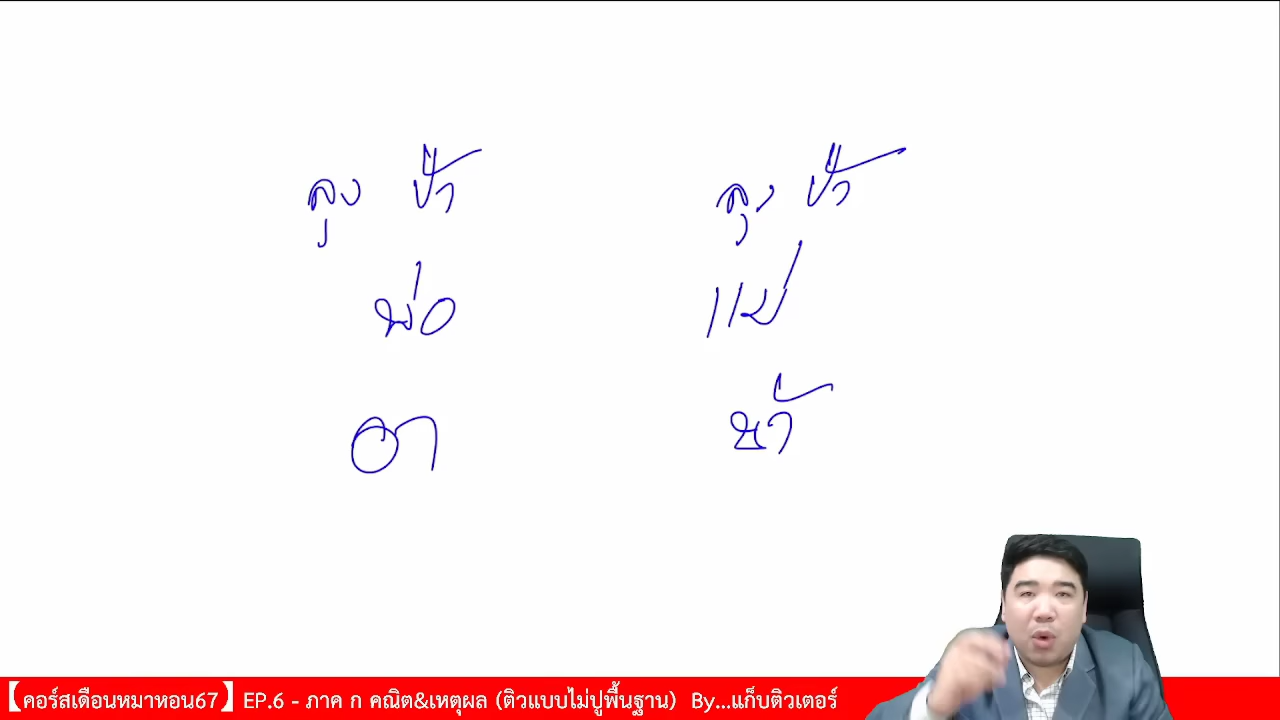 ลุง ป้า ลุง ป้า
พ่อ แม่
อา น้า
【คอร์สเดือนหมาหอน67】 EP.6 - ภาค ก คณิต&เหตุผล (ติวแบบไม่ปูพื้นฐาน) By...แก็บติวเตอร์